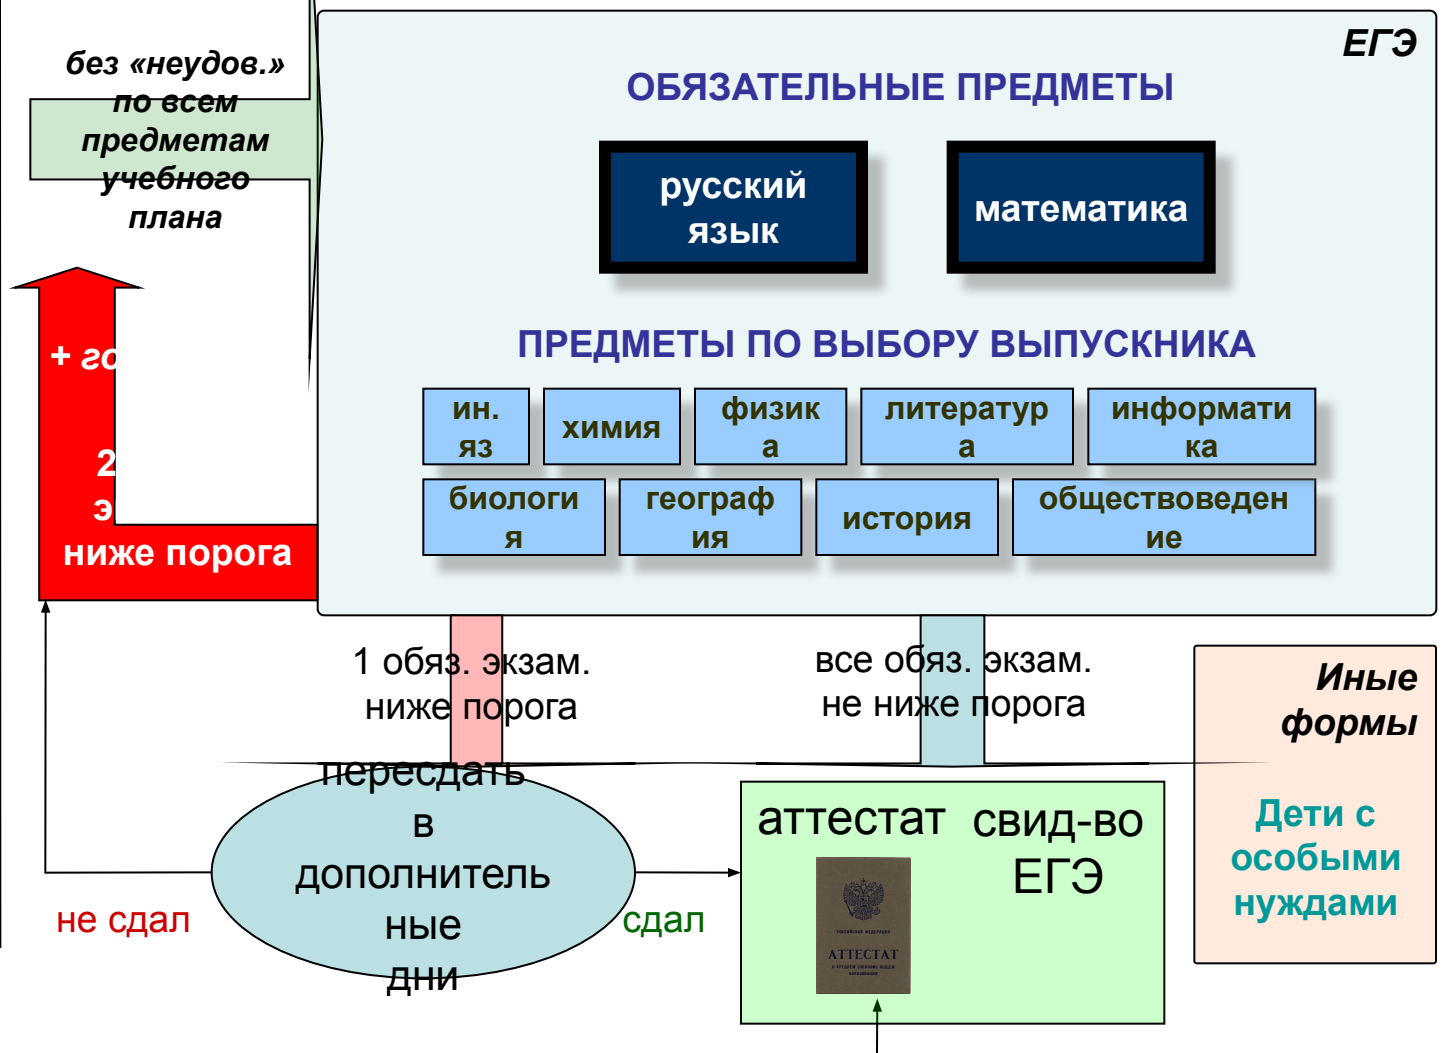 без «неудов.»
по всем
предметам
учебного
плана
ЕГЭ
ОБЯЗАТЕЛЬНЫЕ ПРЕДМЕТЫ
русский
язык
математика
+
2
ниже порога
ПРЕДМЕТЫ ПО ВЫБОРУ ВЫПУСКНИКА
ин.
яз
химия
физик
а
литератур
а
информати
ка
биологи
я
географ
ия
история
обществоведен
ие
1 обяз. экзам.
ниже порога
все обяз. экзам.
не ниже порога
Иные
формы
Дети с
особыми
нуждами
пересдать
в
дополнитель
ные
дни
не сдал
сдал
аттестат
свид-во
ЕГЭ
РОССИЙСКАЯ ФЕДЕРАЦИЯ
АТТЕСТАТ